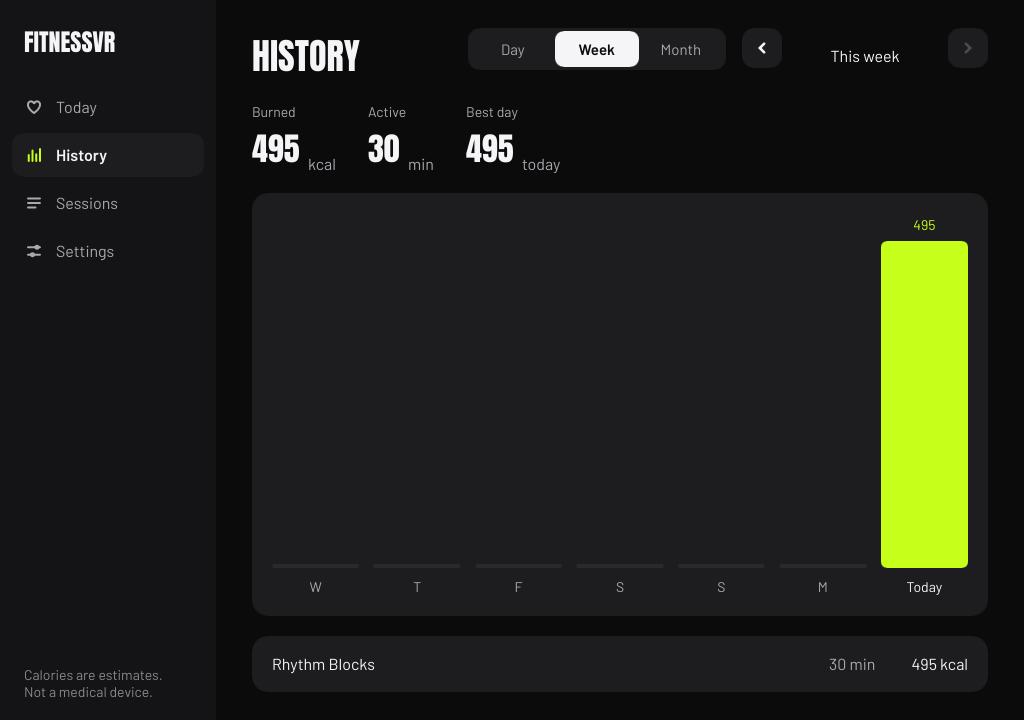 FITNESSVR
Today
History
Sessions
Settings
Calories are estimates.
Not a medical device.
HISTORY
Day
Week
Month
This week
Burned
495 kcal
Active
30 min
Best day
495 today
495
W
T
F
S
S
M
Today
Rhythm Blocks
30 min
495 kcal